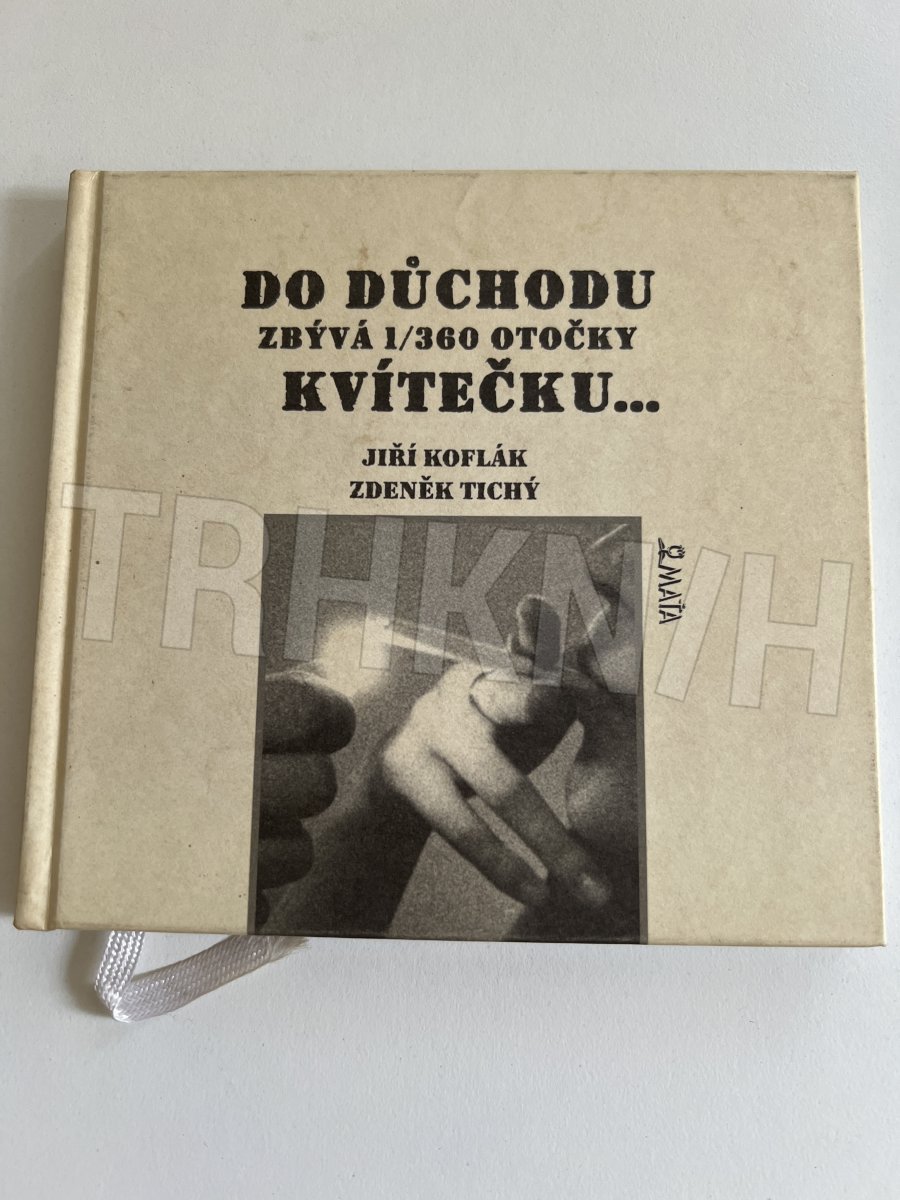 DO DŮCHODU
ZBÝVÁ 1/360 OTOČKY
KVÍTEČKU...
JIŘÍ KOFLÁK
ZDENĚK TICHÝ
MAŤA
TRHKNIH